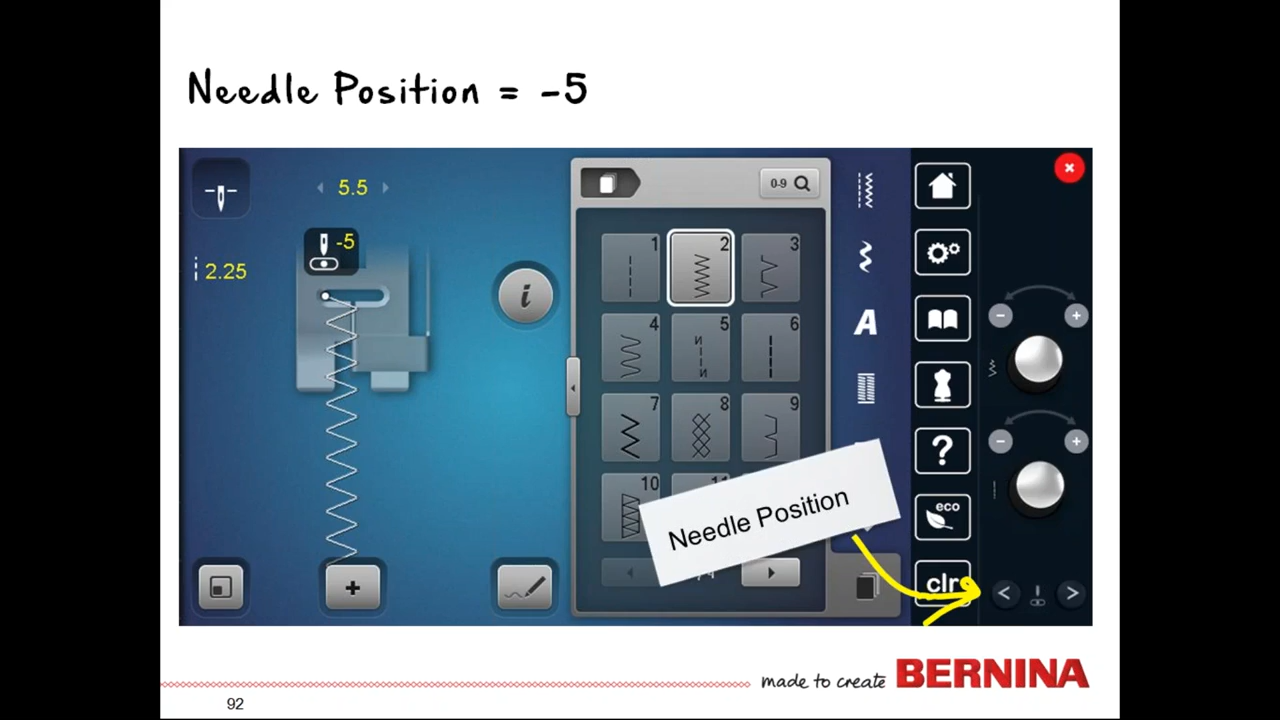 Needle Position = -5
5.5
0-9
-5
2.25
i
1
2
3
A
4
5
6
7
8
9
?
10
Needle Position
eco
clr
made to create BERNINA
92